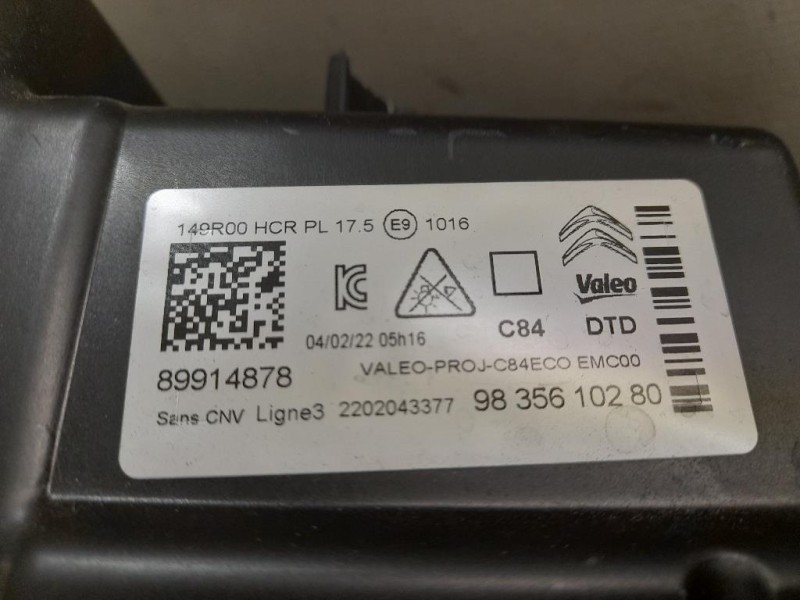 149R00 HCR PL 17.5 E9 1016
Valeo
C84 DTD
04/02/22 05h16
VALEO-PROJ-C84ECO EMC00
89914878
Sans CNV Ligne3 2202043377 98 356 102 80